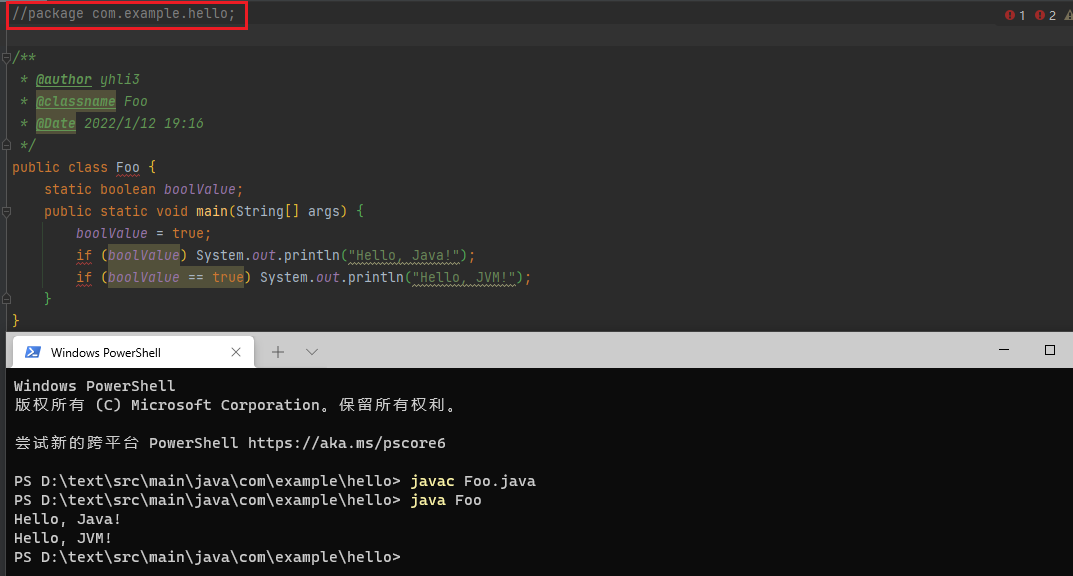 //package com.example.hello;
1 2
/**
* @author yhli3
* @classname Foo
* @Date 2022/1/12 19:16
*/
public class Foo {
static boolean boolValue;
public static void main(String[] args) {
boolValue = true;
if (boolValue) System.out.println("Hello, Java!");
if (boolValue == true) System.out.println("Hello, JVM!");
}
}
Windows PowerShell
Windows PowerShell
版权所有 (C) Microsoft Corporation。保留所有权利。
尝试新的跨平台 PowerShell https://aka.ms/pscore6
PS D:\text\src\main\java\com\example\hello> javac Foo.java
PS D:\text\src\main\java\com\example\hello> java Foo
Hello, Java!
Hello, JVM!
PS D:\text\src\main\java\com\example\hello>